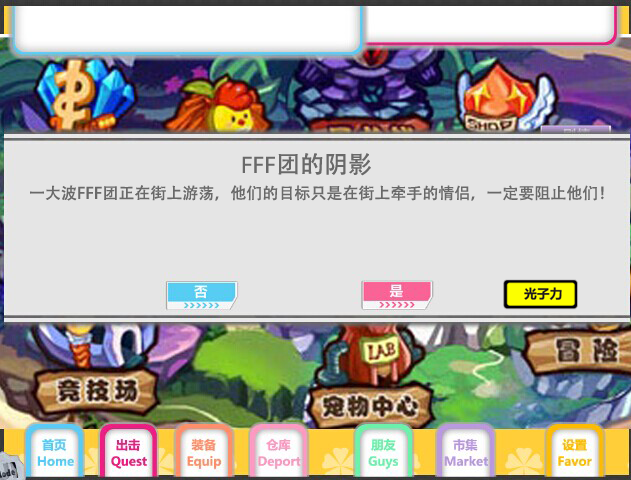 SHOP
FFF团的阴影
一大波FFF团正在街上游荡，他们的目标只是在街上牵手的情侣，一定要阻止他们！
否
是
光子力
LAB
冒险
竞技场
宠物中心
首页
Home
出击
Quest
装备
Equip
仓库
Deport
朋友
Guys
市集
Market
设置
Favor